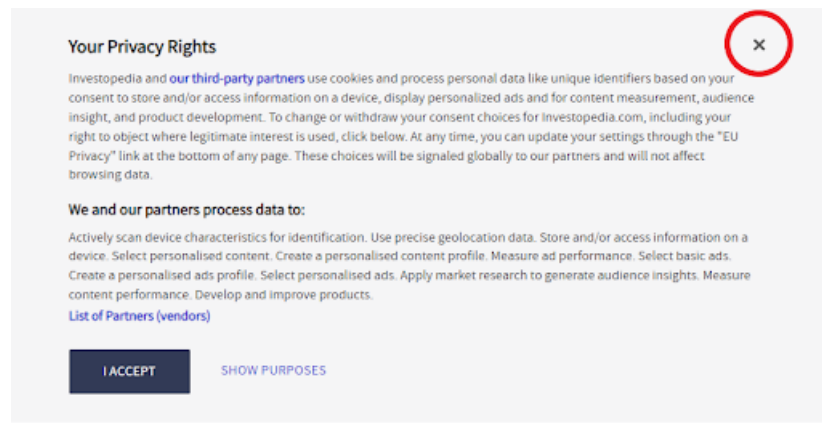 Your Privacy Rights
×
Investopedia and our third-party partners use cookies and process personal data like unique identifiers based on your
consent to store and/or access information on a device, display personalized ads and for content measurement, audience
insight, and product development. To change or withdraw your consent choices for Investopedia.com, including your
right to object where legitimate interest is used, click below. At any time, you can update your settings through the "EU
Privacy" link at the bottom of any page. These choices will be signaled globally to our partners and will not affect
browsing data.
We and our partners process data to:
Actively scan device characteristics for identification. Use precise geolocation data. Store and/or access information on a
device. Select personalised content. Create a personalised content profile. Measure ad performance. Select basic ads.
Create a personalised ads profile. Select personalised ads. Apply market research to generate audience insights. Measure
content performance. Develop and improve products.
List of Partners (vendors)
I ACCEPT
SHOW PURPOSES